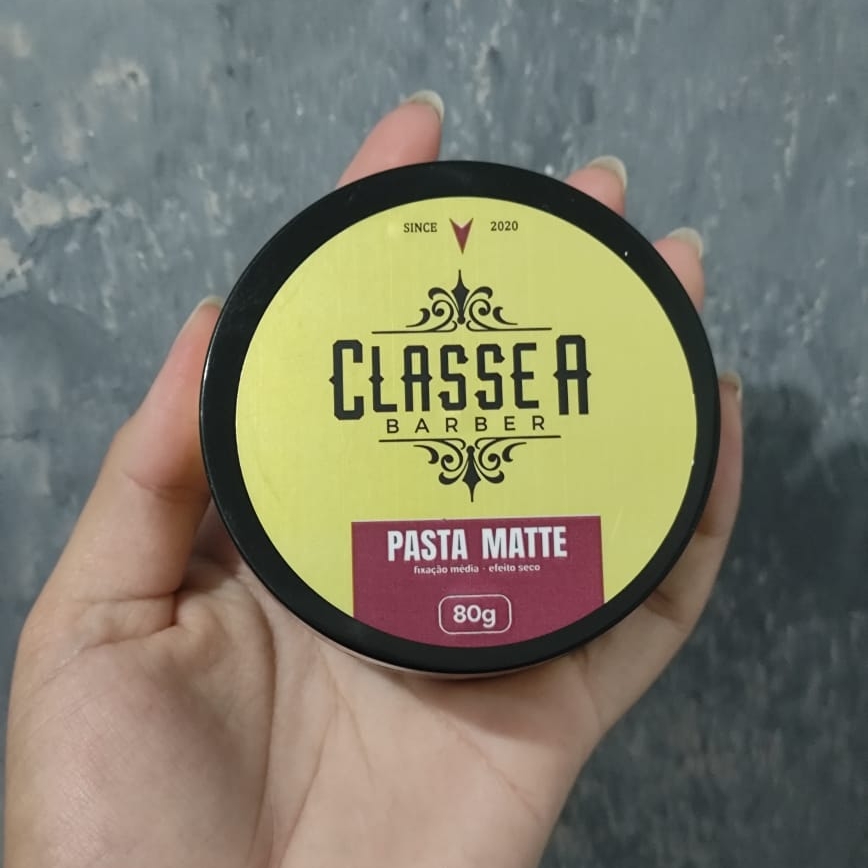 SINCE 2020
CLASSE A
BARBER
PASTA MATTE
fixação média - efeito seco
80g